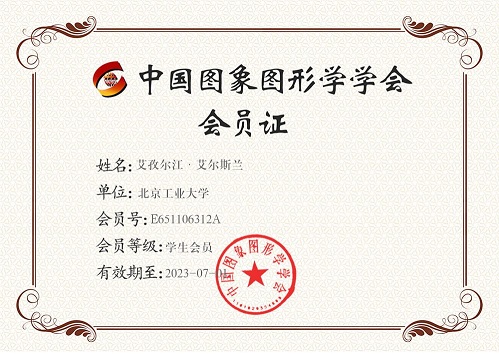 中国图象图形学学会
会员证
姓名: 艾孜尔江·艾尔斯兰
单位: 北京工业大学
会员号: E651106312A
会员等级: 学生会员
有效期至: 2023-07-
中国图象图形学学会